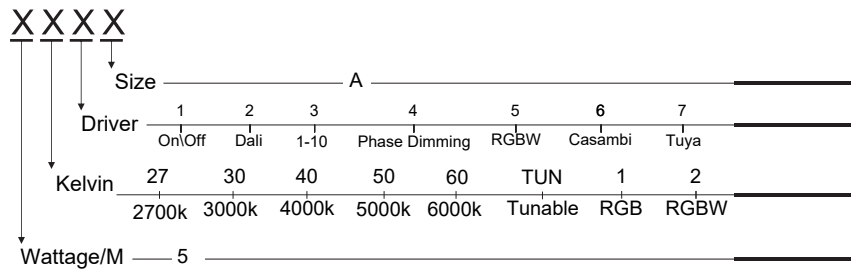 X X X X
Size A
1 2 3 4 5 6 7
Driver
On\Off Dali 1-10 Phase Dimming RGBW Casambi Tuya
27 30 40 50 60 TUN 1 2
Kelvin
2700k 3000k 4000k 5000k 6000k Tunable RGB RGBW
Wattage/M 5